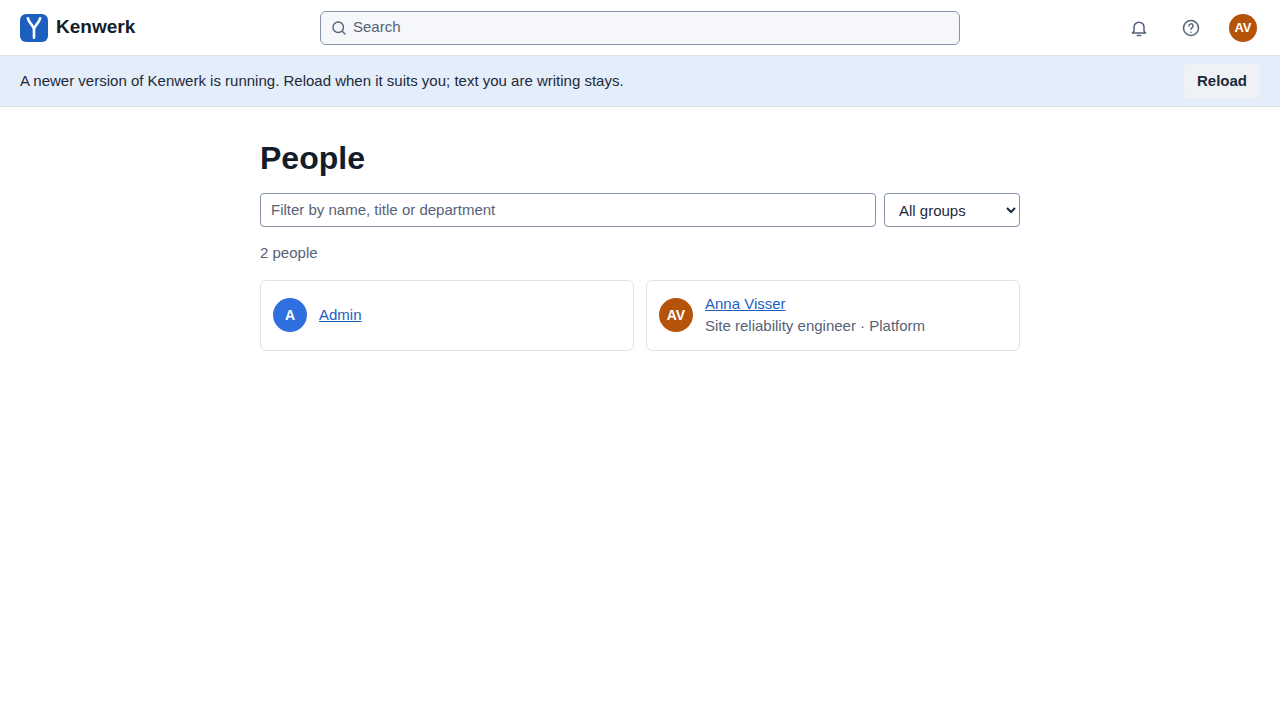 Kenwerk
Search
AV
A newer version of Kenwerk is running. Reload when it suits you; text you are writing stays.
Reload
People
Filter by name, title or department
All groups
2 people
A
Admin
AV
Anna Visser
Site reliability engineer · Platform